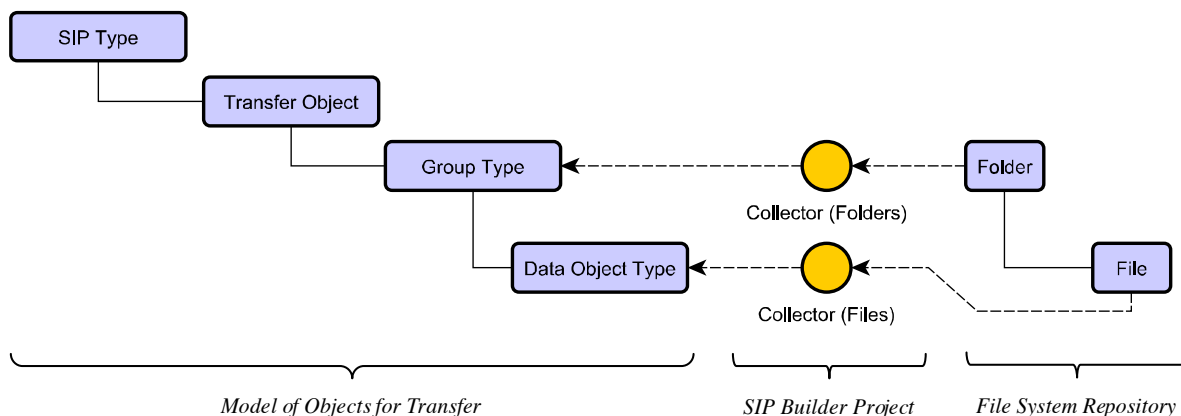 SIP Type
Transfer Object
Group Type
Folder
Collector (Folders)
Data Object Type
File
Collector (Files)
Model of Objects for Transfer
SIP Builder Project
File System Repository